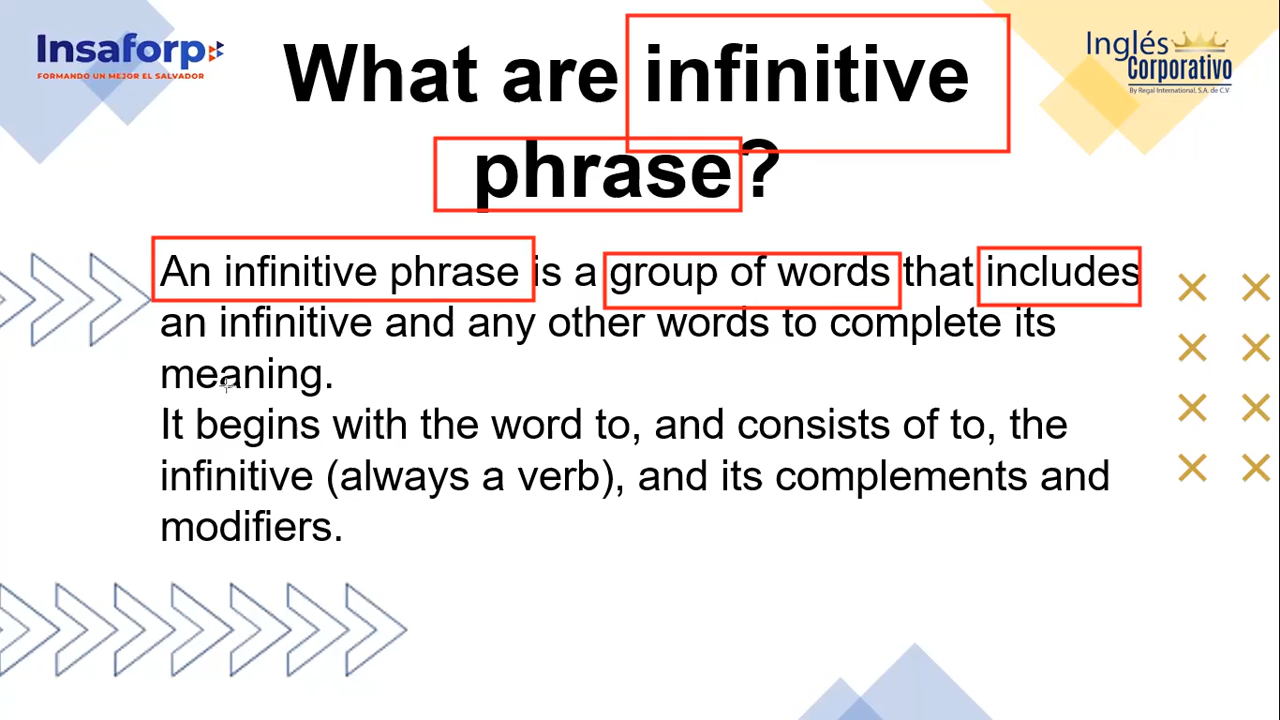 Insaforp
FORMANDO UN MEJOR EL SALVADOR
What are infinitive
phrase?
Inglés
Corporativo
By Regal International, S.A. de C.V
An infinitive phrase is a group of words that includes
an infinitive and any other words to complete its
meaning.
It begins with the word to, and consists of to, the
infinitive (always a verb), and its complements and
modifiers.